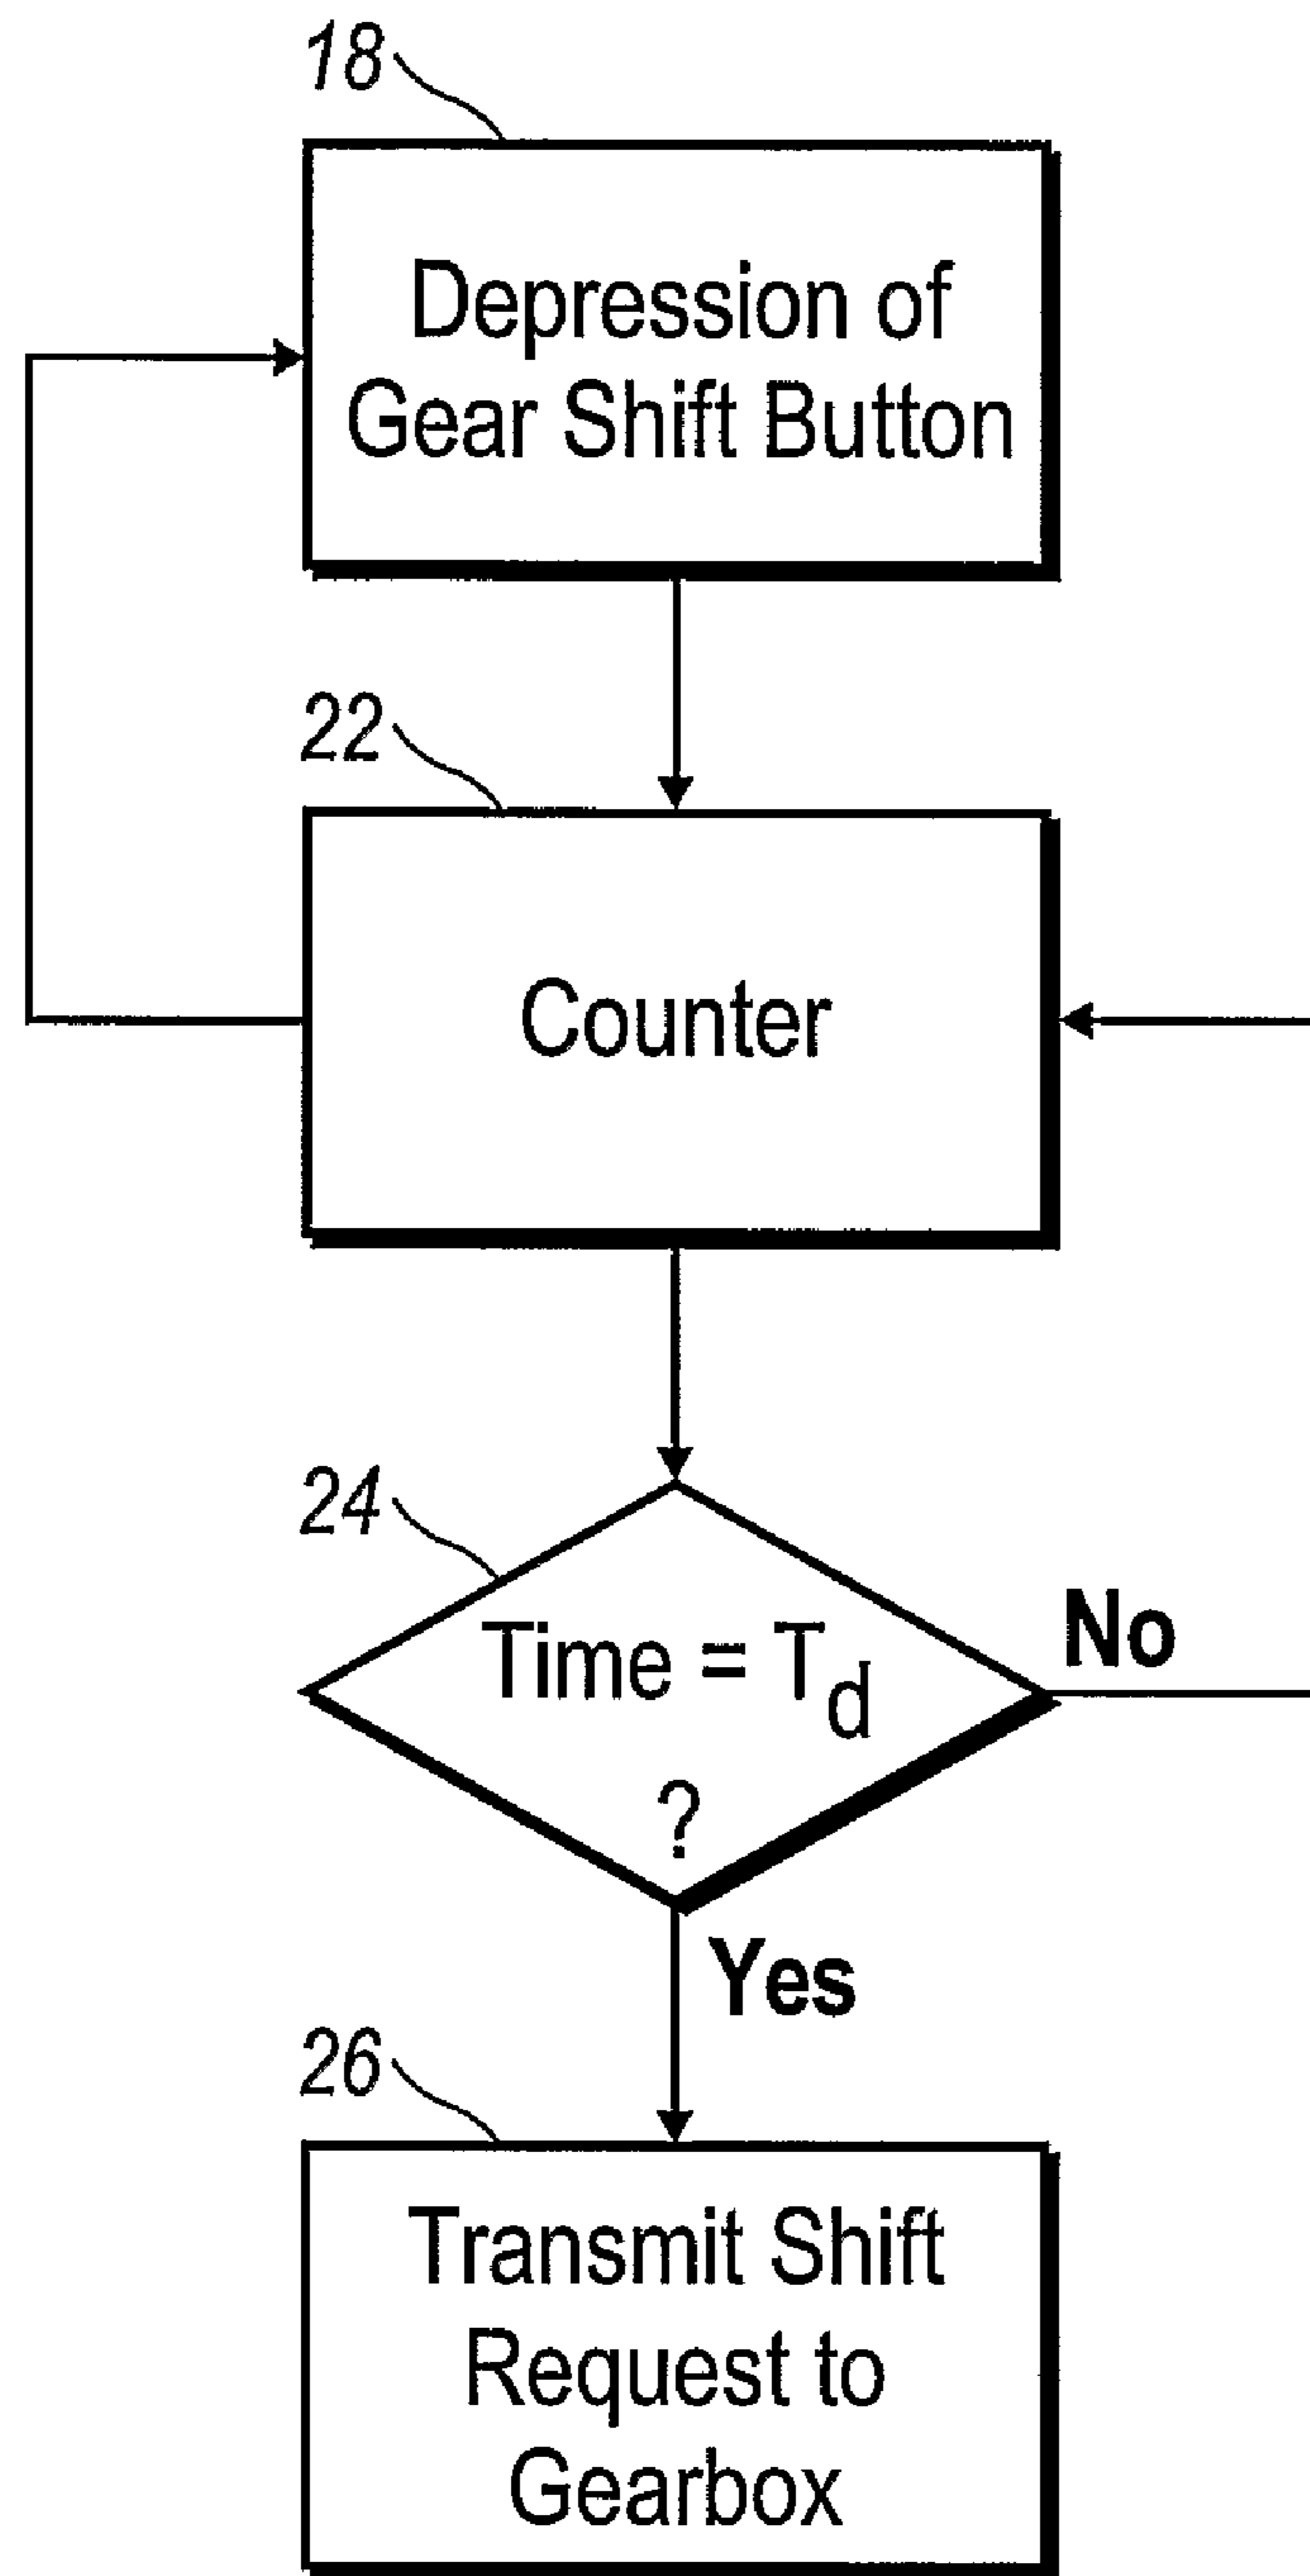 18
Depression of
Gear Shift Button
22
Counter
24
Time = Td
?
No
Yes
26
Transmit Shift
Request to
Gearbox